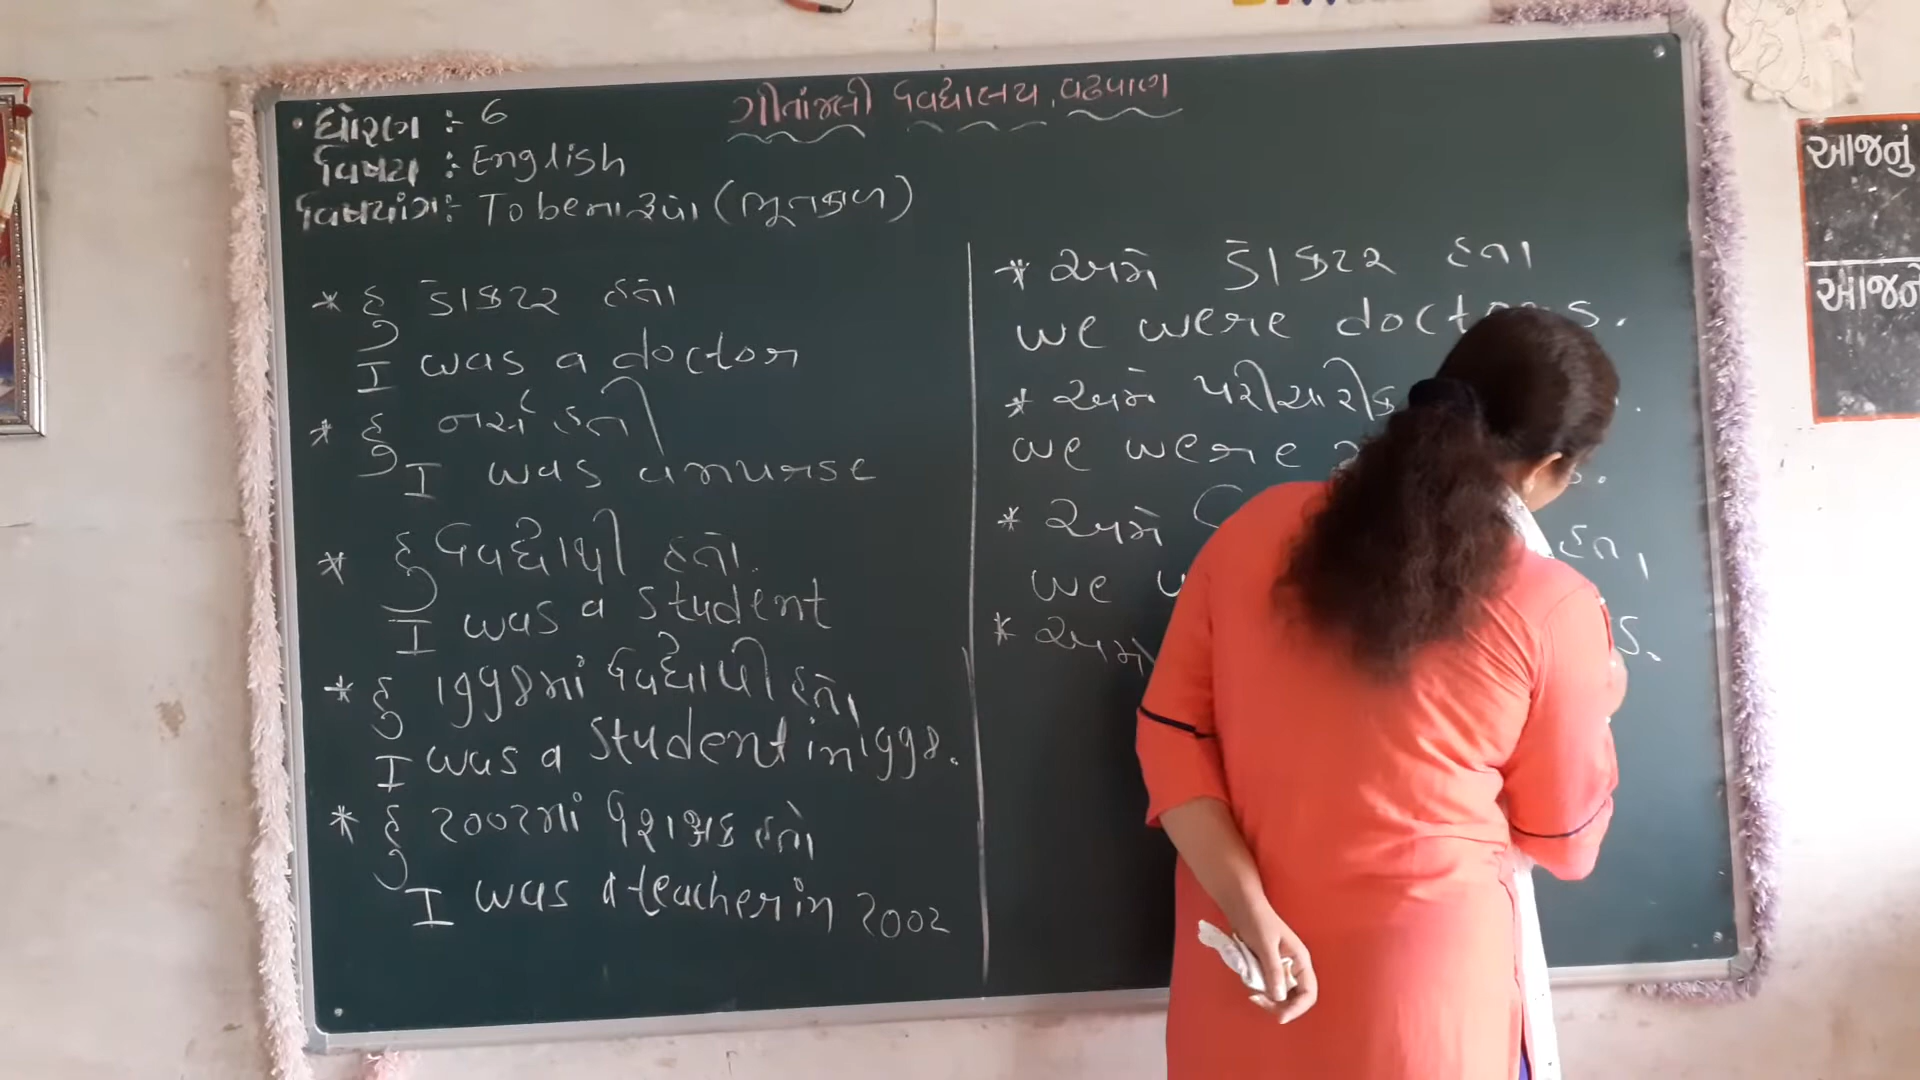 ગીતાંજલી વિદ્યાલય, વઢવાણ
ધોરણ :- 6
વિષય :- English
વિષયાંગ :- To be ના રૂપો (ભૂતકાળ)
* હું ડોક્ટર હતો
I was a doctor
* હું નર્સ હતી
I was a nurse
* હું વિદ્યાર્થી હતો.
I was a student
* હું 1998માં વિદ્યાર્થી હતો
I was a student in 1998.
* હું 2002માં શિક્ષક હતો
I was a teacher in 2002
* અમે ડોક્ટર હતા
we were doctors.
* અમે
we were
* અમે હતા
we
* અમે
આજનું
આજનો